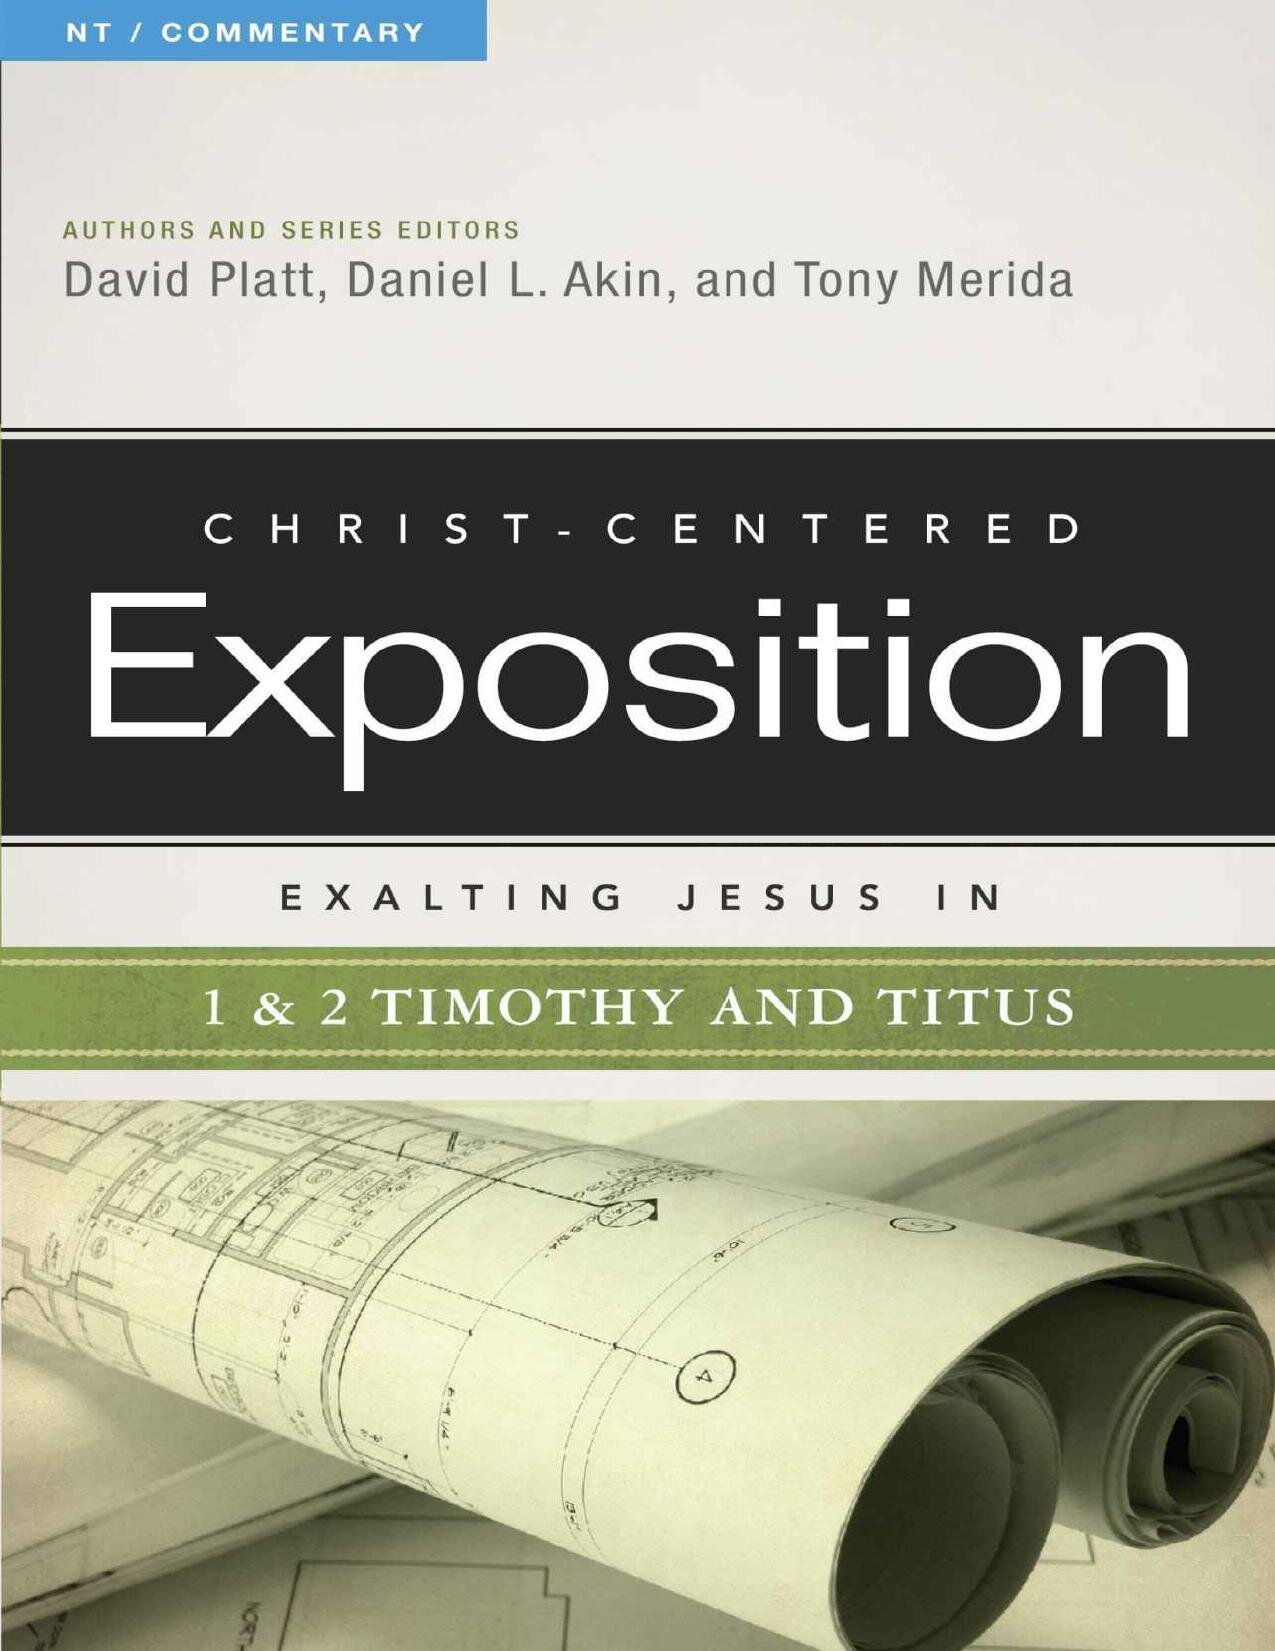 NT / COMMENTARY
AUTHORS AND SERIES EDITORS
David Platt, Daniel L. Akin, and Tony Merida
CHRIST-CENTERED
Exposition
EXALTING JESUS IN
1 & 2 TIMOTHY AND TITUS
4